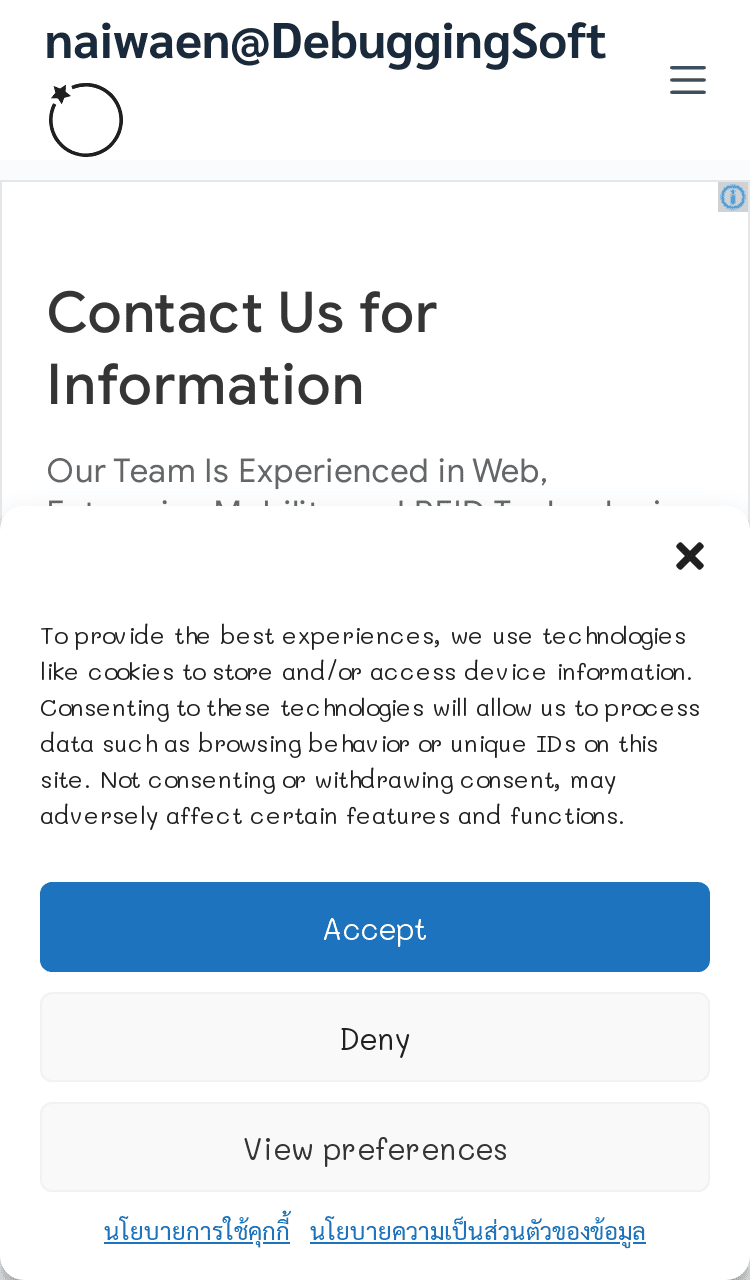 naiwaen@DebuggingSoft
Contact Us for
Information
Our Team Is Experienced in Web,
To provide the best experiences, we use technologies
like cookies to store and/or access device information.
Consenting to these technologies will allow us to process
data such as browsing behavior or unique IDs on this
site. Not consenting or withdrawing consent, may
adversely affect certain features and functions.
Accept
Deny
View preferences
นโยบายการใช้คุกกี้ นโยบายความเป็นส่วนตัวของข้อมูล